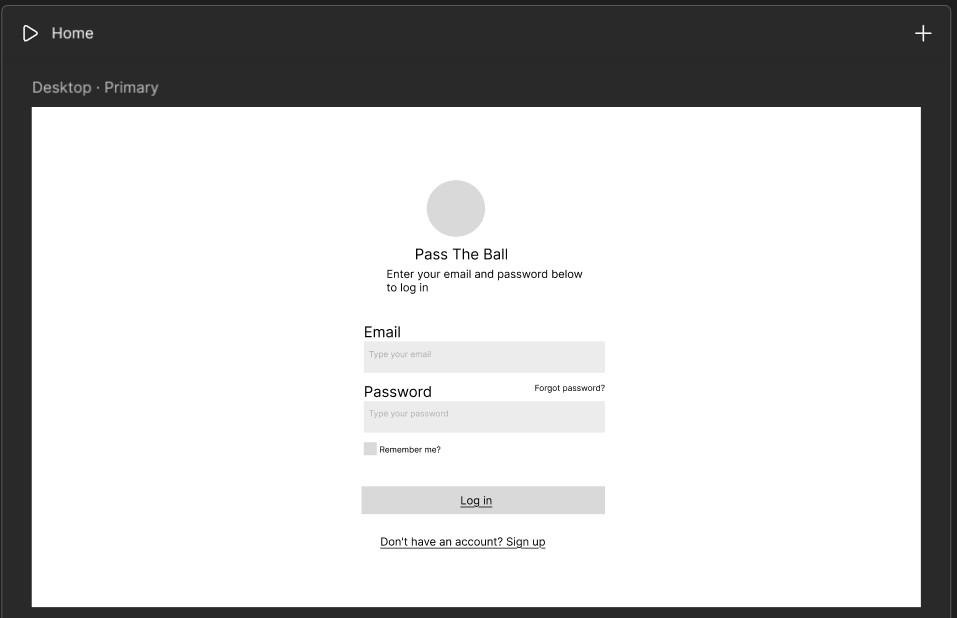 Home
Desktop · Primary
Pass The Ball
Enter your email and password below
to log in
Email
Type your email
Password
Forgot password?
Type your password
Remember me?
Log in
Don't have an account? Sign up